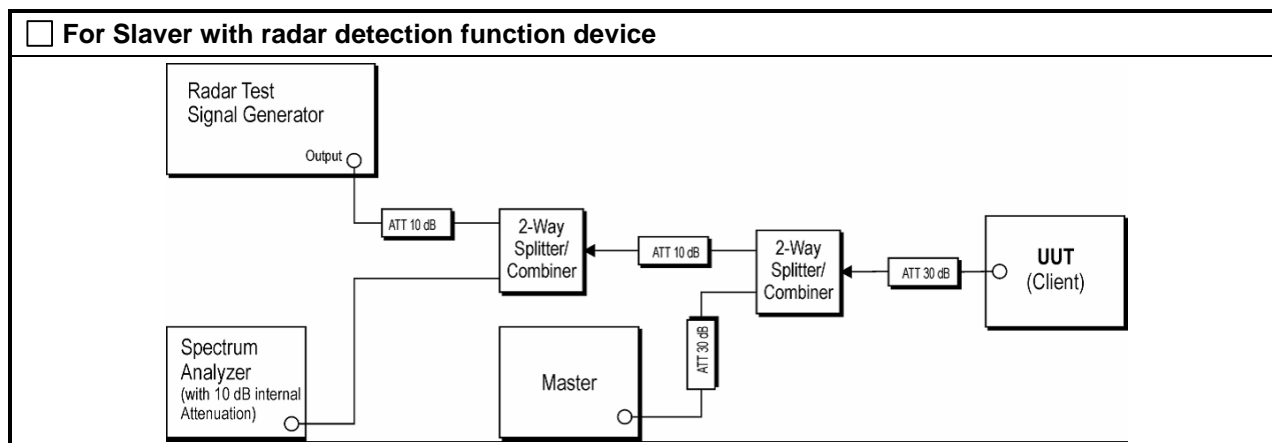 For Slaver with radar detection function device
Radar Test
Signal Generator
Output
ATT 10 dB
2-Way
Splitter/
Combiner
ATT 10 dB
2-Way
Splitter/
Combiner
ATT 30 dB
UUT
(Client)
Spectrum
Analyzer
(with 10 dB internal
Attenuation)
Master
ATT 30 dB